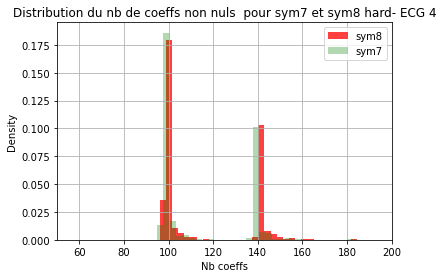 Distribution du nb de coeffs non nuls  pour sym7 et sym8 hard- ECG 4
sym8
sym7
0.175
0.150
0.125
0.100
0.075
0.050
0.025
0.000
Density
60 80 100 120 140 160 180 200
Nb coeffs